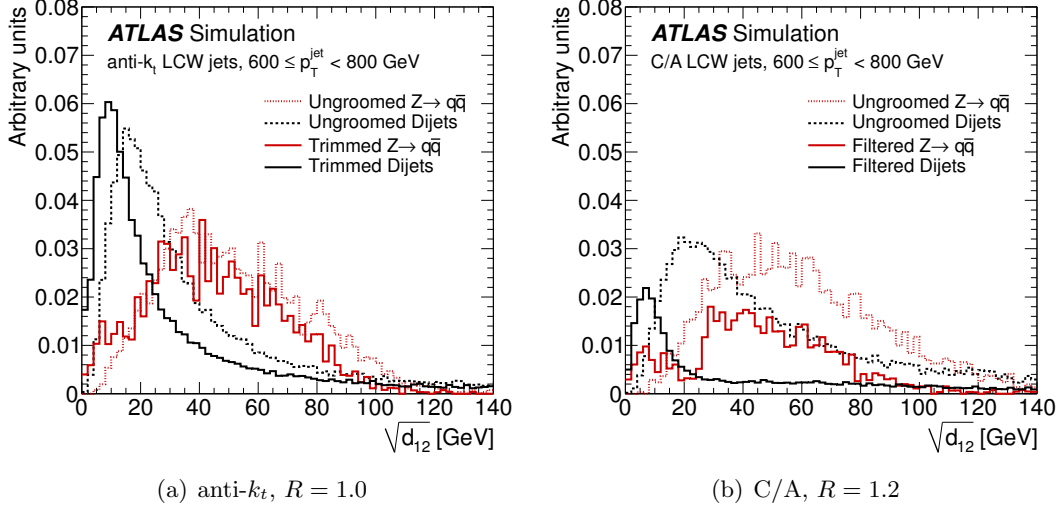 Arbitrary units
0.08
0.07
0.06
0.05
0.04
0.03
0.02
0.01
0
ATLAS Simulation
anti-kₜ LCW jets, 600 ≤ p_T^jet < 800 GeV
Ungroomed Z→ qq̄
Ungroomed Dijets
Trimmed Z→ qq̄
Trimmed Dijets
0 20 40 60 80 100 120 140
√d₁₂ [GeV]
(a) anti-kₜ, R = 1.0
Arbitrary units
0.08
0.07
0.06
0.05
0.04
0.03
0.02
0.01
0
ATLAS Simulation
C/A LCW jets, 600 ≤ p_T^jet < 800 GeV
Ungroomed Z→ qq̄
Ungroomed Dijets
Filtered Z→ qq̄
Filtered Dijets
0 20 40 60 80 100 120 140
√d₁₂ [GeV]
(b) C/A, R = 1.2